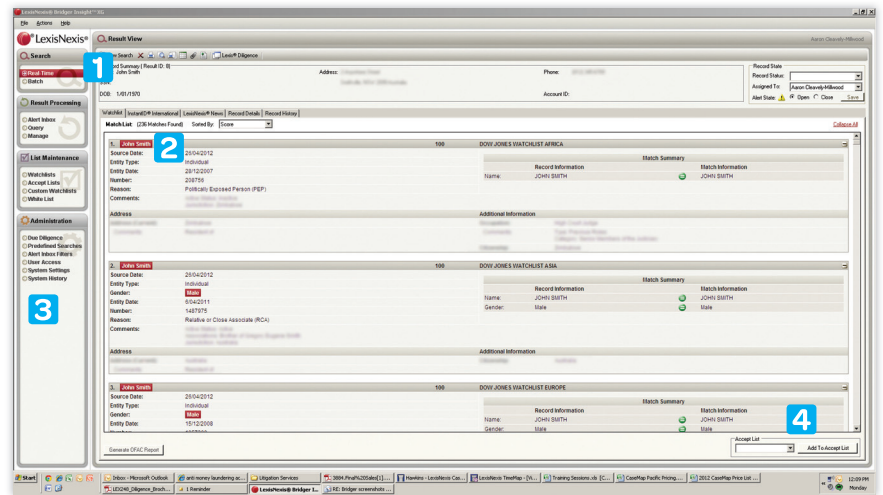 LexisNexis® Bridger Insight™ XG
File Actions Help
LexisNexis®
Result View
Aaron Cleavely-Millwood
Search
Real-Time
Batch
1
New Search Lexis® Diligence
Record Summary ( Result ID: 8)
John Smith
Address:
Phone:
DOB: 1/01/1970
Account ID:
Record State
Record Status:
Assigned To: Aaron Cleavely-Millwood
Alert State: Open Close Save
Result Processing
Alert Inbox
Query
Manage
Watchlist InstantID® International LexisNexis® News Record Details Record History
Match List: (236 Matches Found) Sorted By: Score
Collapse All
List Maintenance
Watchlists
Accept Lists
Custom Watchlists
White List
Administration
Due Diligence
Predefined Searches
Alert Inbox Filters
User Access
System Settings
System History
3
1. John Smith 100 DOW JONES WATCHLIST AFRICA
2
Source Date: 26/04/2012
Entity Type: Individual
Entity Date: 28/12/2007
Number: 208755
Reason: Politically Exposed Person (PEP)
Comments:
Match Summary
Record Information Match Information
Name: JOHN SMITH JOHN SMITH
Address Additional Information
2. John Smith 100 DOW JONES WATCHLIST ASIA
Source Date: 26/04/2012
Entity Type: Individual
Gender: Male
Entity Date: 6/04/2011
Number: 1487975
Reason: Relative or Close Associate (RCA)
Comments:
Match Summary
Record Information Match Information
Name: JOHN SMITH JOHN SMITH
Gender: Male Male
Address Additional Information
3. John Smith 100 DOW JONES WATCHLIST EUROPE
Source Date: 26/04/2012
Entity Type: Individual
Gender: Male
Entity Date: 15/12/2008
Match Summary
Record Information Match Information
Name: JOHN SMITH JOHN SMITH
Gender: Male Male
4
Generate OFAC Report
Accept List
Add To Accept List
Start
Inbox - Microsoft Outlook
anti-money laundering ac...
Litigation Services
3894.Final%20Sales[1]....
Hawkins - LexisNexis Cas...
LexisNexis TimeMap - [Vi...
Training Sessions.xls [C...
CaseMap Pacific Pricing....
2012 CaseMap Price List ...
12:09 PM
LEX248_Diligence_Broch...
1 Reminder
LexisNexis® Bridger I...
RE: Bridger screenshots ...
Monday